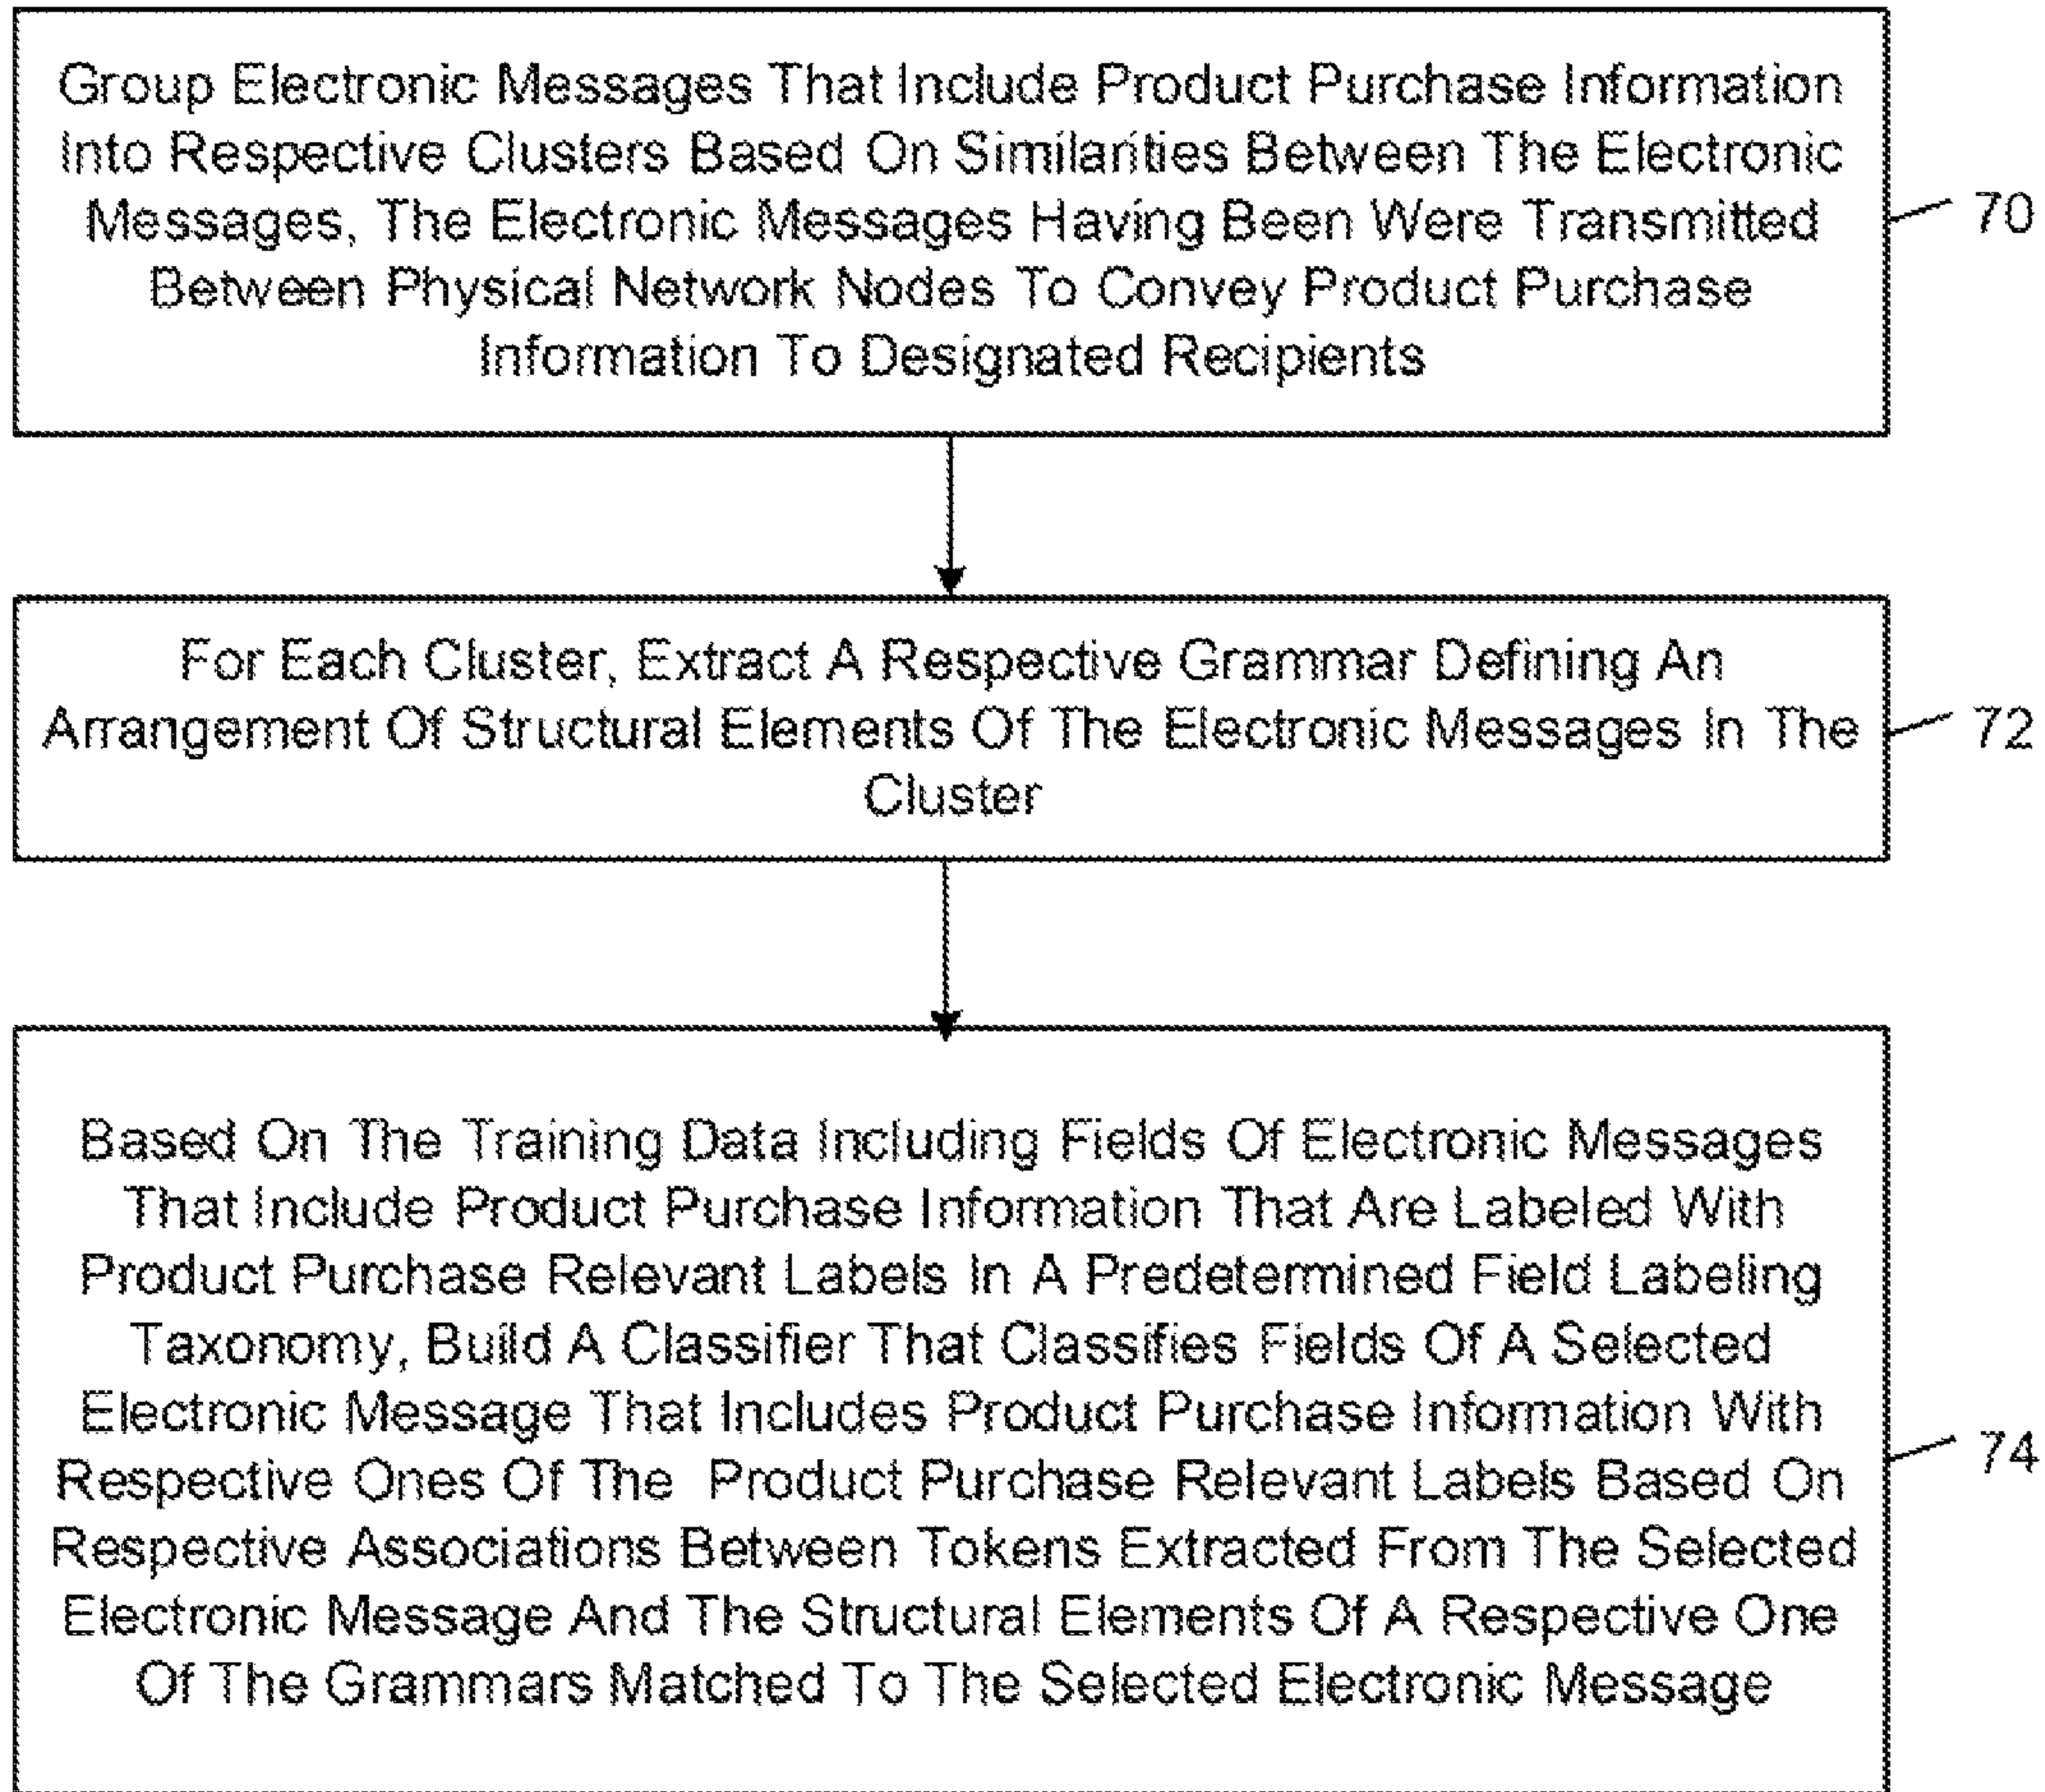 Group Electronic Messages That Include Product Purchase Information
Into Respective Clusters Based On Similarities Between The Electronic
Messages, The Electronic Messages Having Been Were Transmitted
Between Physical Network Nodes To Convey Product Purchase
Information To Designated Recipients
70
For Each Cluster, Extract A Respective Grammar Defining An
Arrangement Of Structural Elements Of The Electronic Messages In The
Cluster
72
Based On The Training Data Including Fields Of Electronic Messages
That Include Product Purchase Information That Are Labeled With
Product Purchase Relevant Labels In A Predetermined Field Labeling
Taxonomy, Build A Classifier That Classifies Fields Of A Selected
Electronic Message That Includes Product Purchase Information With
Respective Ones Of The Product Purchase Relevant Labels Based On
Respective Associations Between Tokens Extracted From The Selected
Electronic Message And The Structural Elements Of A Respective One
Of The Grammars Matched To The Selected Electronic Message
74